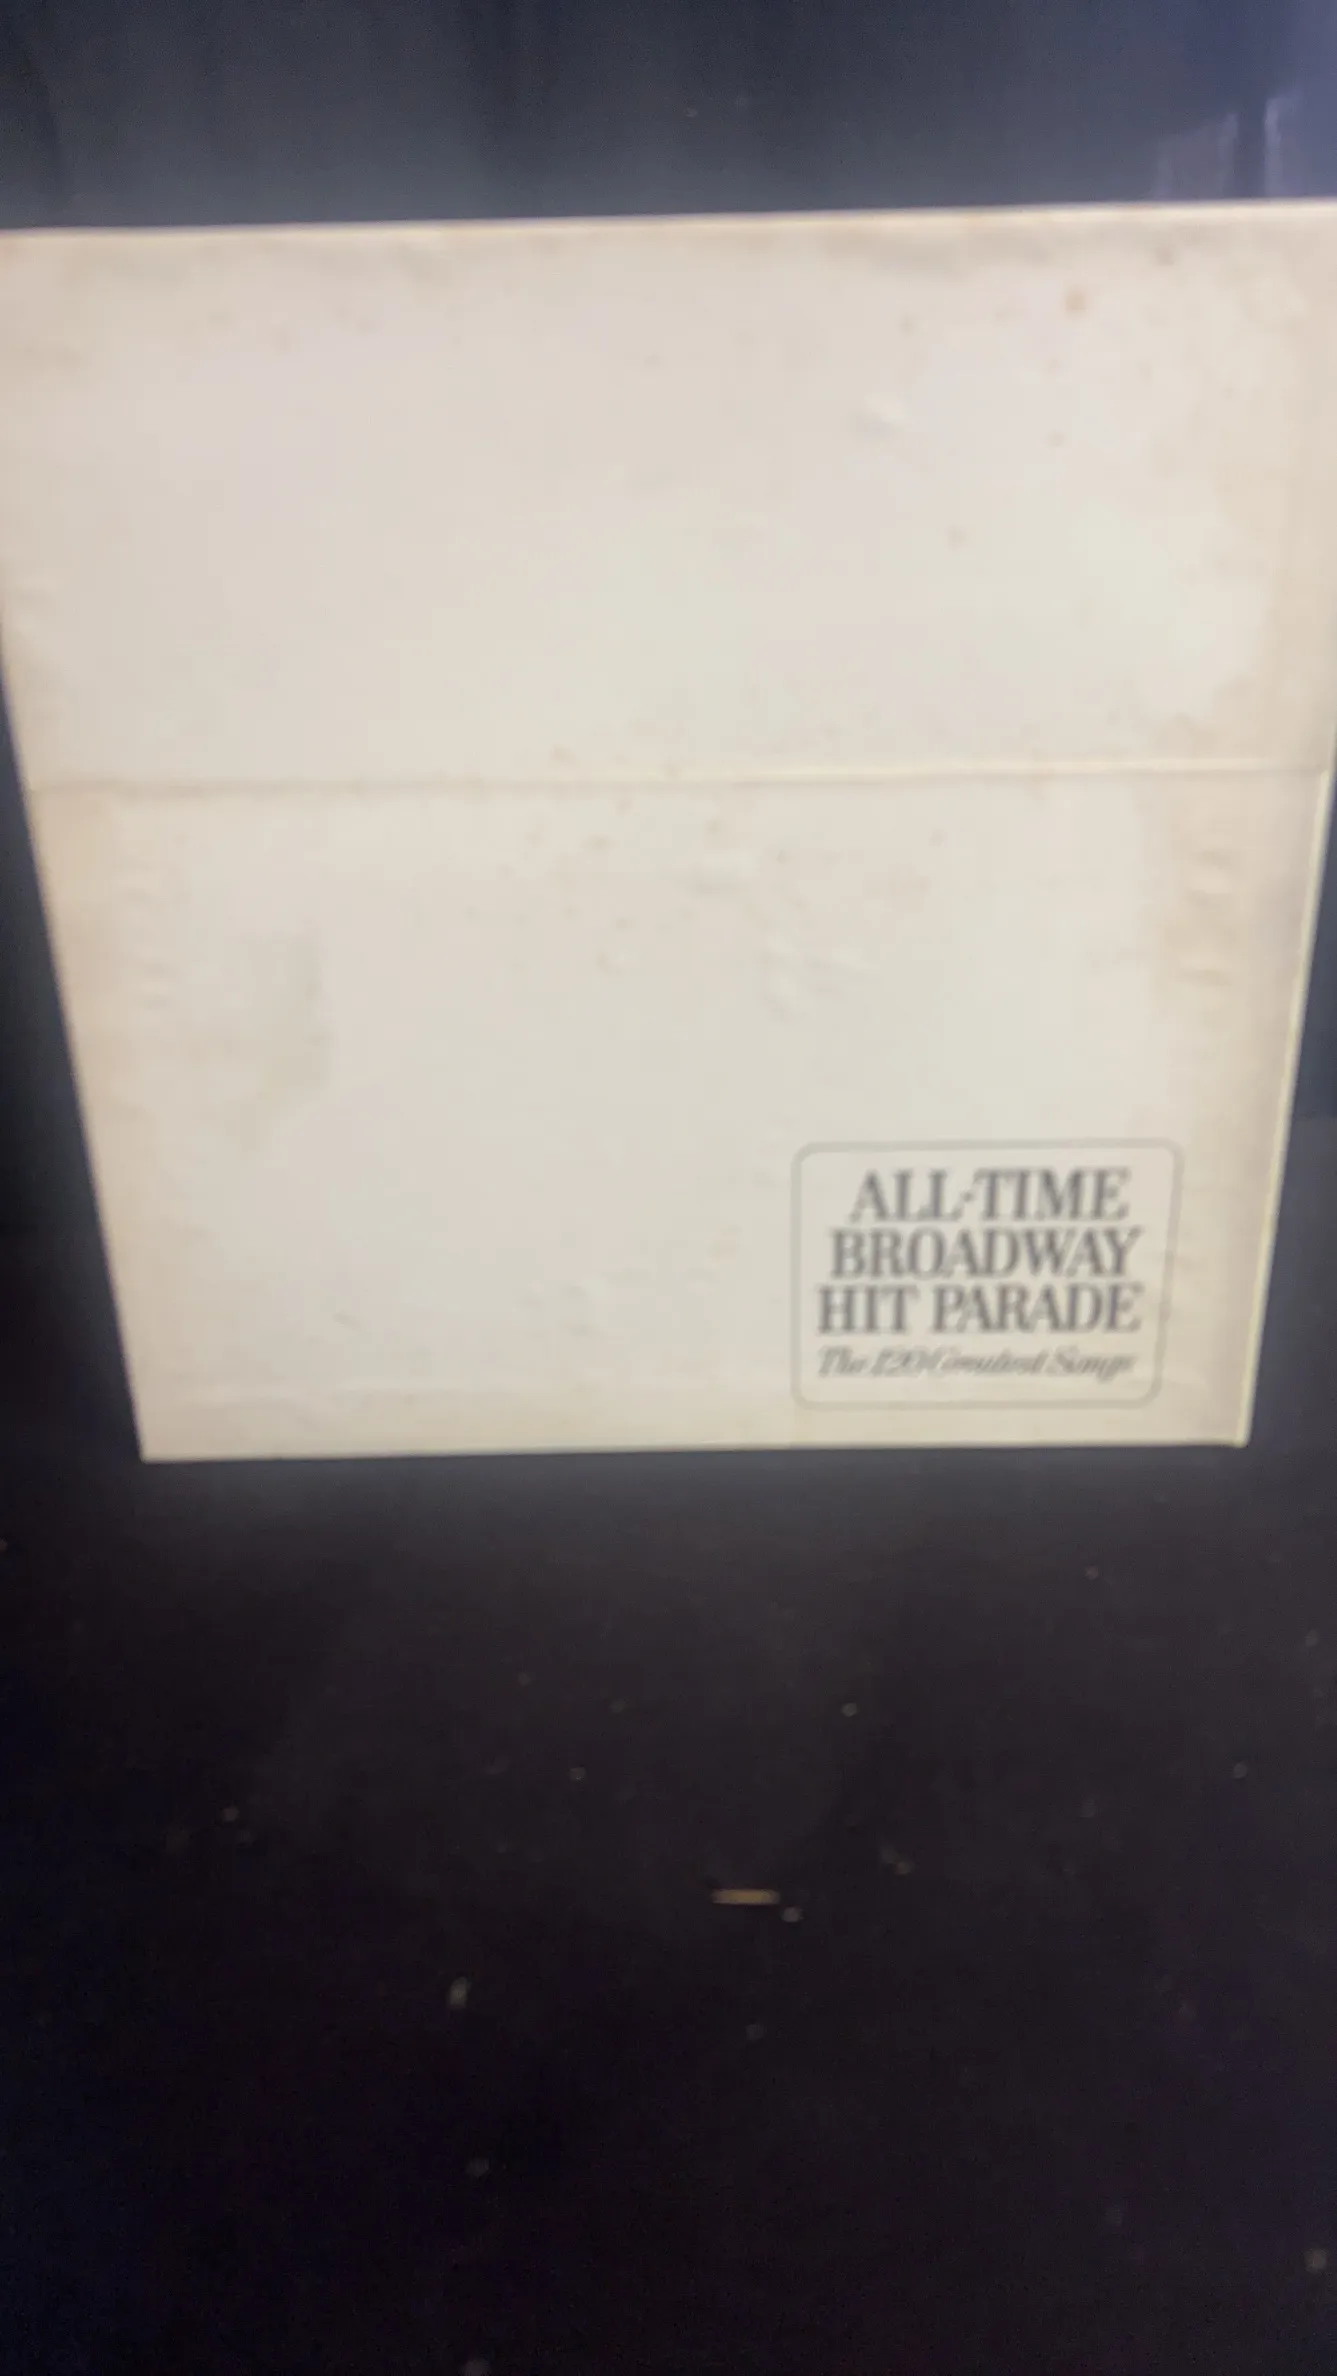 ALL-TIME
BROADWAY
HIT PARADE
The 120 Greatest Songs